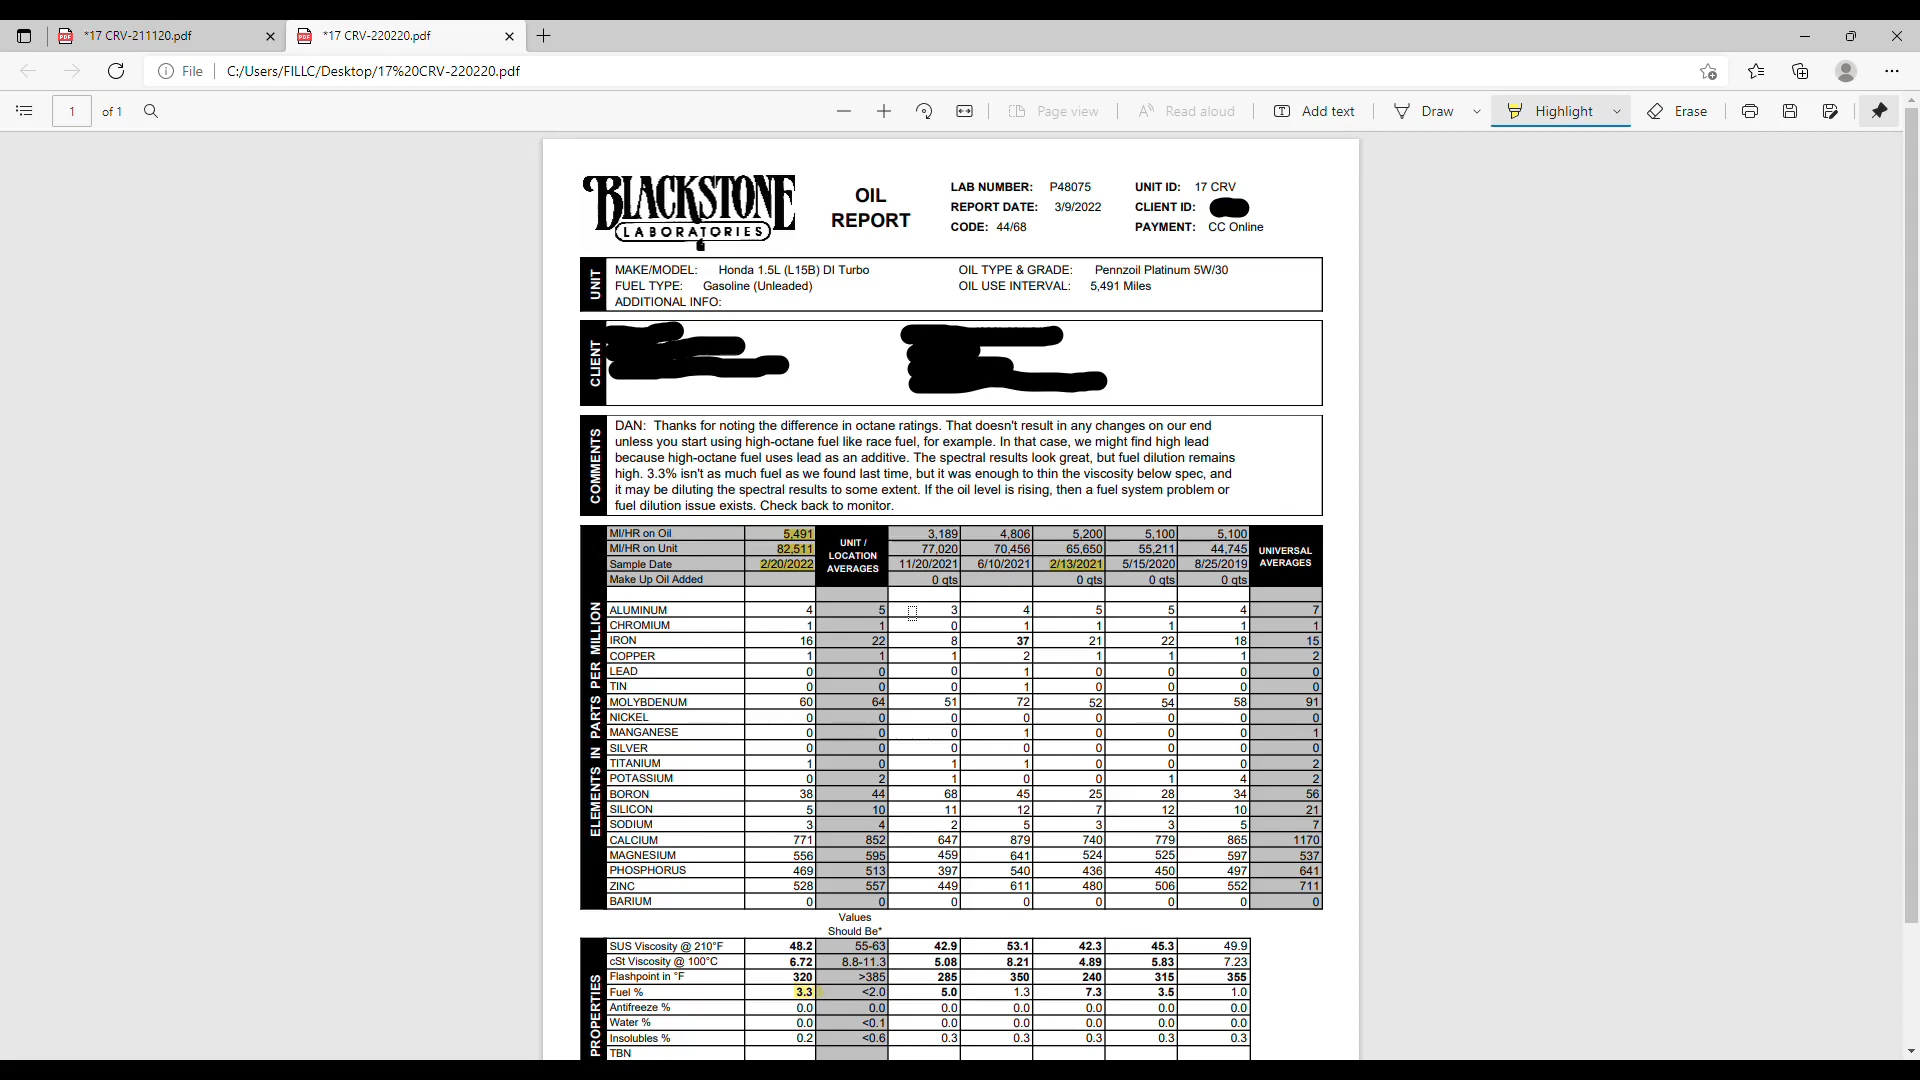 *17 CRV-211120.pdf
*17 CRV-220220.pdf
File
C:/Users/FILLC/Desktop/17%20CRV-220220.pdf
1 of 1
Page view
Read aloud
Add text
Draw
Highlight
Erase
BLACKSTONE
LABORATORIES
OIL
REPORT
LAB NUMBER: P48075
REPORT DATE: 3/9/2022
CODE: 44/68
UNIT ID: 17 CRV
CLIENT ID:
PAYMENT: CC Online
UNIT
MAKE/MODEL: Honda 1.5L (L15B) DI Turbo
FUEL TYPE: Gasoline (Unleaded)
ADDITIONAL INFO:
OIL TYPE & GRADE: Pennzoil Platinum 5W/30
OIL USE INTERVAL: 5,491 Miles
CLIENT
COMMENTS
DAN: Thanks for noting the difference in octane ratings. That doesn't result in any changes on our end
unless you start using high-octane fuel like race fuel, for example. In that case, we might find high lead
because high-octane fuel uses lead as an additive. The spectral results look great, but fuel dilution remains
high. 3.3% isn't as much fuel as we found last time, but it was enough to thin the viscosity below spec, and
it may be diluting the spectral results to some extent. If the oil level is rising, then a fuel system problem or
fuel dilution issue exists. Check back to monitor.
MI/HR on Oil 5,491 3,189 4,806 5,200 5,100 5,100
MI/HR on Unit 82,511 77,020 70,456 65,650 55,211 44,745
Sample Date 2/20/2022 11/20/2021 6/10/2021 2/13/2021 5/15/2020 8/25/2019
Make Up Oil Added 0 qts 0 qts 0 qts 0 qts
UNIT /
LOCATION
AVERAGES
UNIVERSAL
AVERAGES
ELEMENTS IN PARTS PER MILLION
ALUMINUM 4 5 3 4 5 5 4 7
CHROMIUM 1 1 0 1 1 1 1 1
IRON 16 22 8 37 21 22 18 15
COPPER 1 1 1 2 1 1 1 2
LEAD 0 0 0 1 0 0 0 0
TIN 0 0 0 1 0 0 0 0
MOLYBDENUM 60 64 51 72 52 54 58 91
NICKEL 0 0 0 0 0 0 0 0
MANGANESE 0 0 0 1 0 0 0 1
SILVER 0 0 0 0 0 0 0 0
TITANIUM 1 0 1 1 0 0 0 2
POTASSIUM 0 2 1 0 0 1 4 2
BORON 38 44 68 45 25 28 34 56
SILICON 5 10 11 12 7 12 10 21
SODIUM 3 4 2 5 3 3 5 7
CALCIUM 771 852 647 879 740 779 865 1170
MAGNESIUM 556 595 459 641 524 525 597 537
PHOSPHORUS 469 513 397 540 436 450 497 641
ZINC 528 557 449 611 480 506 552 711
BARIUM 0 0 0 0 0 0 0 0
Values
Should Be*
PROPERTIES
SUS Viscosity @ 210°F 48.2 55-63 42.9 53.1 42.3 45.3 49.9
cSt Viscosity @ 100°C 6.72 8.8-11.3 5.08 8.21 4.89 5.83 7.23
Flashpoint in °F 320 >385 285 350 240 315 355
Fuel % 3.3 <2.0 5.0 1.3 7.3 3.5 1.0
Antifreeze % 0.0 0.0 0.0 0.0 0.0 0.0 0.0
Water % 0.0 <0.1 0.0 0.0 0.0 0.0 0.0
Insolubles % 0.2 <0.6 0.3 0.3 0.3 0.3 0.3
TBN